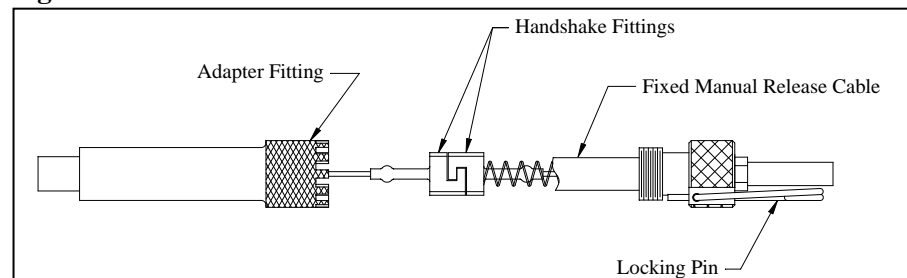 Handshake Fittings
Adapter Fitting
Fixed Manual Release Cable
Locking Pin